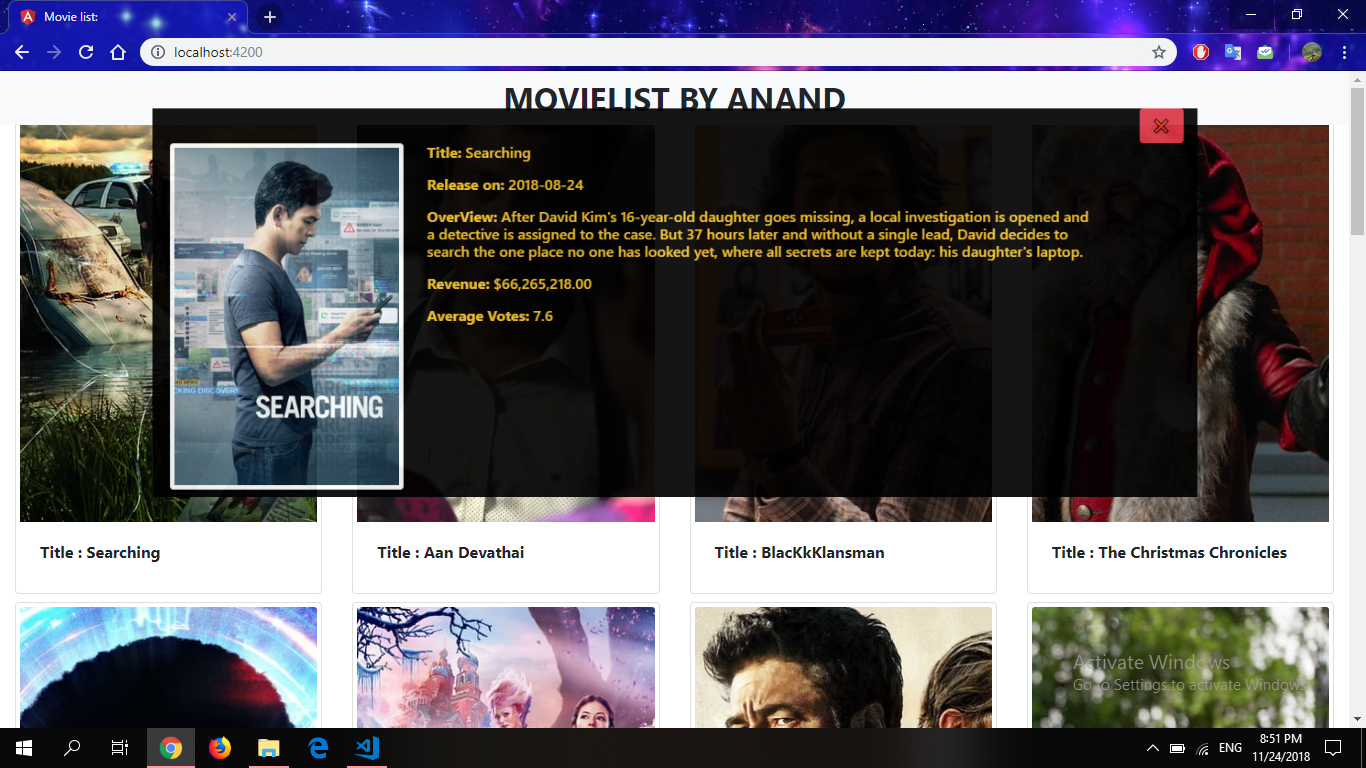 Movie list:
localhost:4200
MOVIELIST BY ANAND
Title: Searching
Release on: 2018-08-24
OverView: After David Kim's 16-year-old daughter goes missing, a local investigation is opened and
a detective is assigned to the case. But 37 hours later and without a single lead, David decides to
search the one place no one has looked yet, where all secrets are kept today: his daughter's laptop.
Revenue: $66,265,218.00
Average Votes: 7.6
SEARCHING
Title : Searching
Title : Aan Devathai
Title : BlacKkKlansman
Title : The Christmas Chronicles
Activate Windows
Go to Settings to activate Windows.
ENG
8:51 PM
11/24/2018